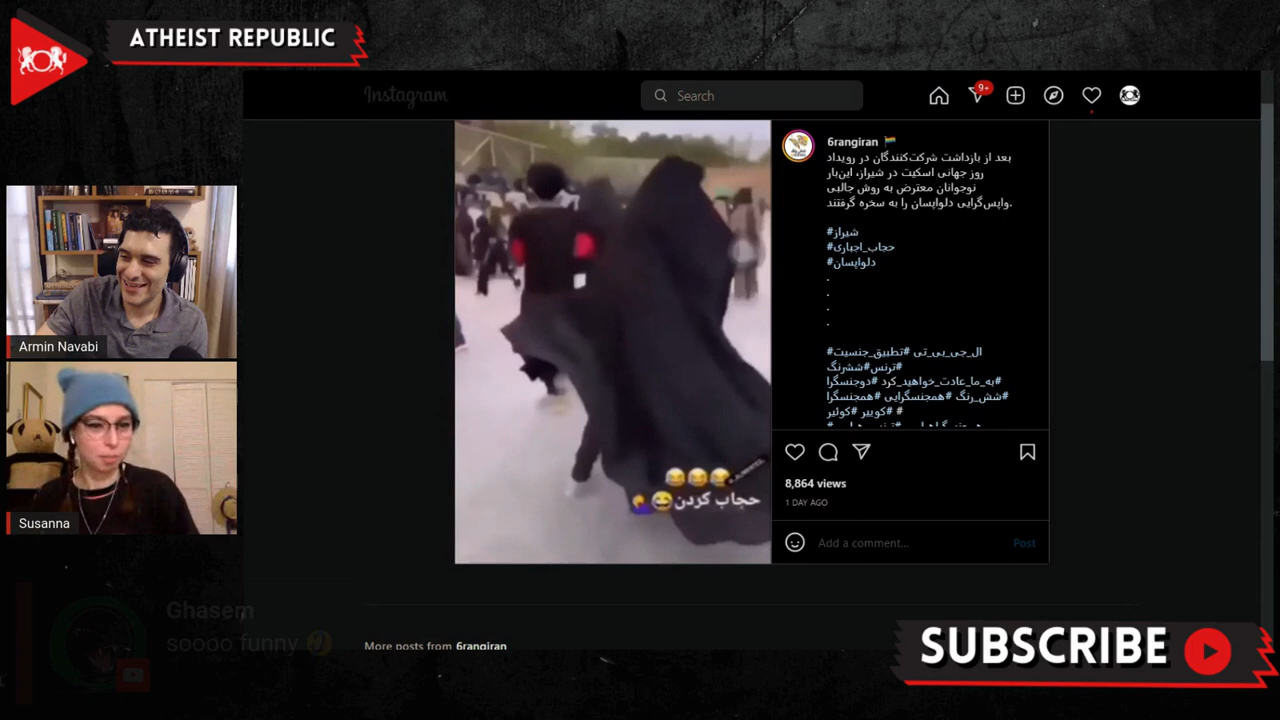 ATHEIST REPUBLIC
Instagram
Search
9+
6rangiran
بعد از بازداشت شرکت‌کنندگان در رویداد
روز جهانی اسکیت در شیراز، این‌بار
نوجوانان معترض به روش جالبی
واپس‌گرایی دلواپسان را به سخره گرفتند.
#شیراز
#حجاب_اجباری
#دلواپسان
.
.
.
.
#ال_جی_بی_تی #تطبیق_جنسیت
#ترنس#شش‌رنگ
#به_ما_عادت_خواهید_کرد #دوجنسگرا
#شش_رنگ #همجنسگرایی #همجنسگرا
#کوییر #کوئیر #
حجاب کردن
8,864 views
1 DAY AGO
Add a comment...
Post
Armin Navabi
Susanna
Ghasem
soooo funny
More posts from 6rangiran
SUBSCRIBE